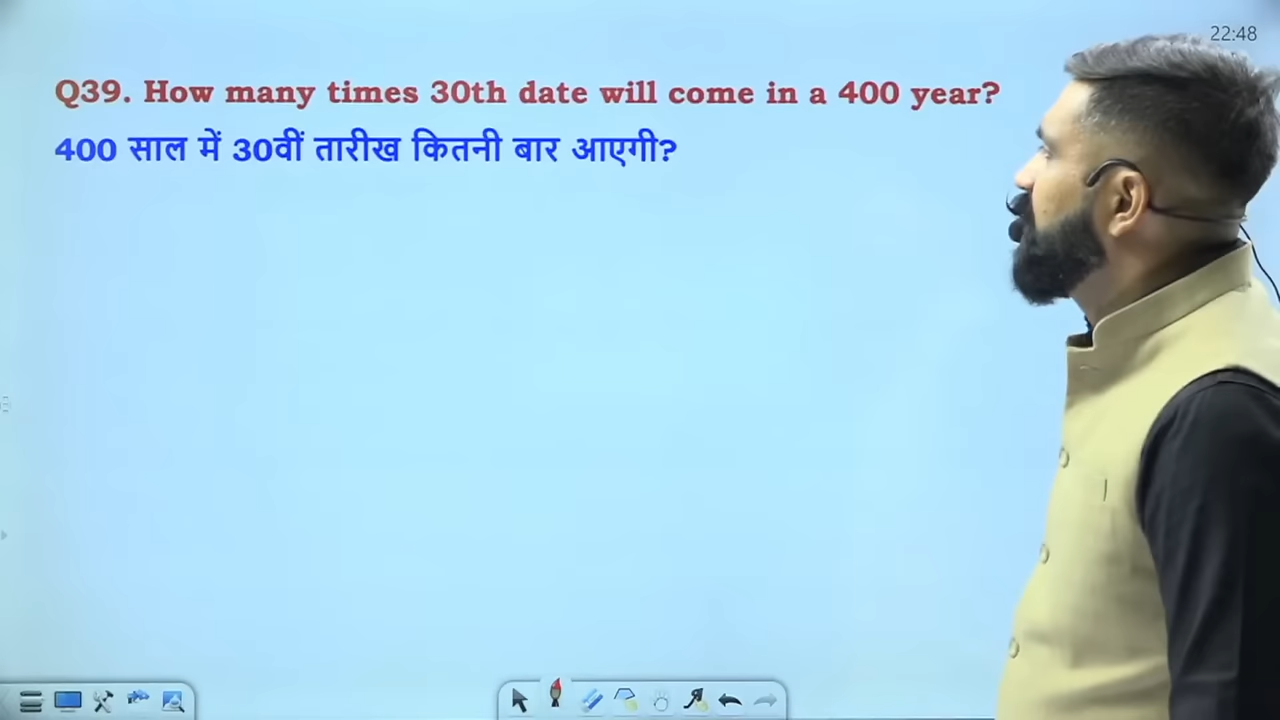 22:48
Q39. How many times 30th date will come in a 400 year?
400 साल में 30वीं तारीख कितनी बार आएगी?